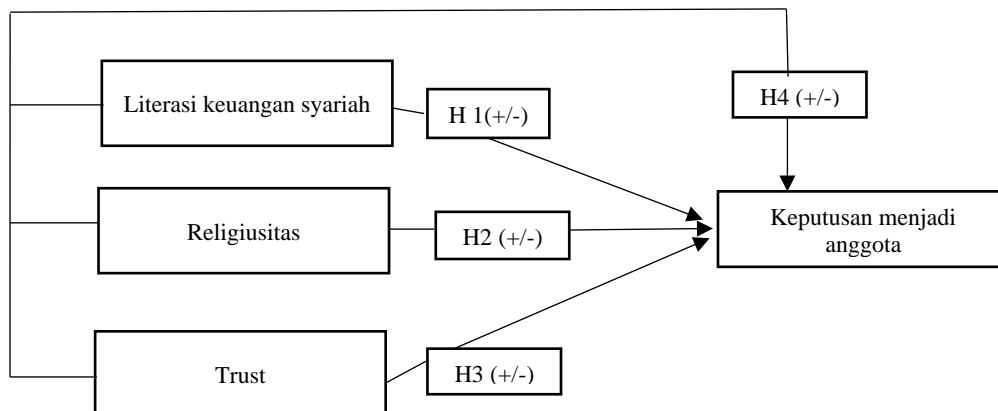 Literasi keuangan syariah
H 1(+/-)
H4 (+/-)
Religiusitas
H2 (+/-)
Keputusan menjadi
anggota
Trust
H3 (+/-)